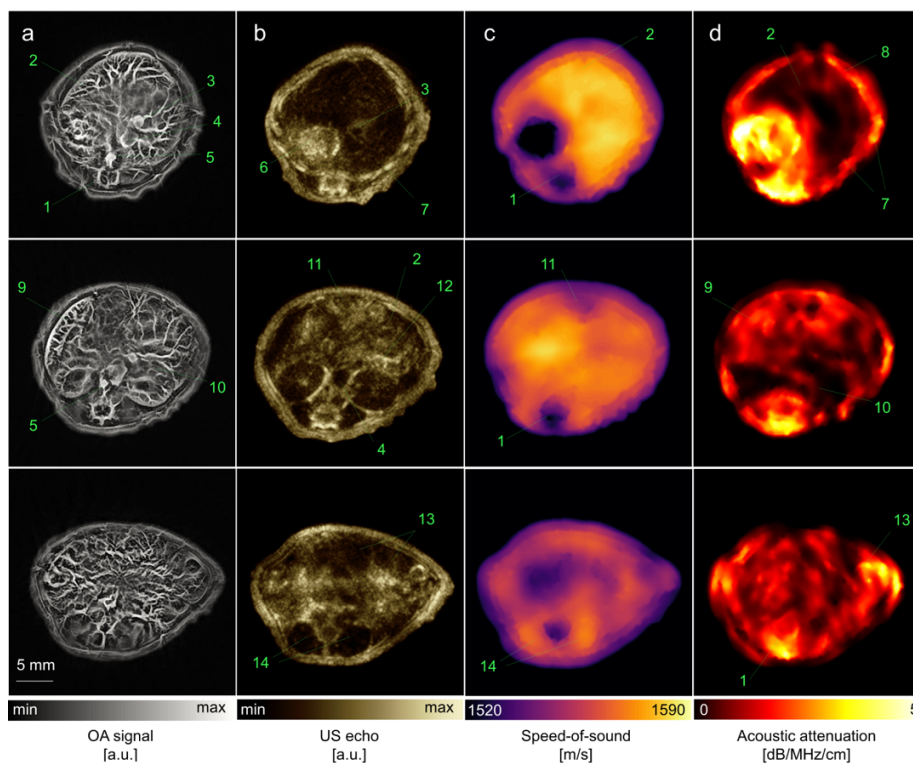 a
b
c
d
2
3
4
5
1
3
6
7
2
1
2
8
7
9
5
10
11
2
12
4
11
1
9
10
5 mm
13
14
14
13
1
min max
min max
1520 1590
0 5
OA signal
[a.u.]
US echo
[a.u.]
Speed-of-sound
[m/s]
Acoustic attenuation
[dB/MHz/cm]